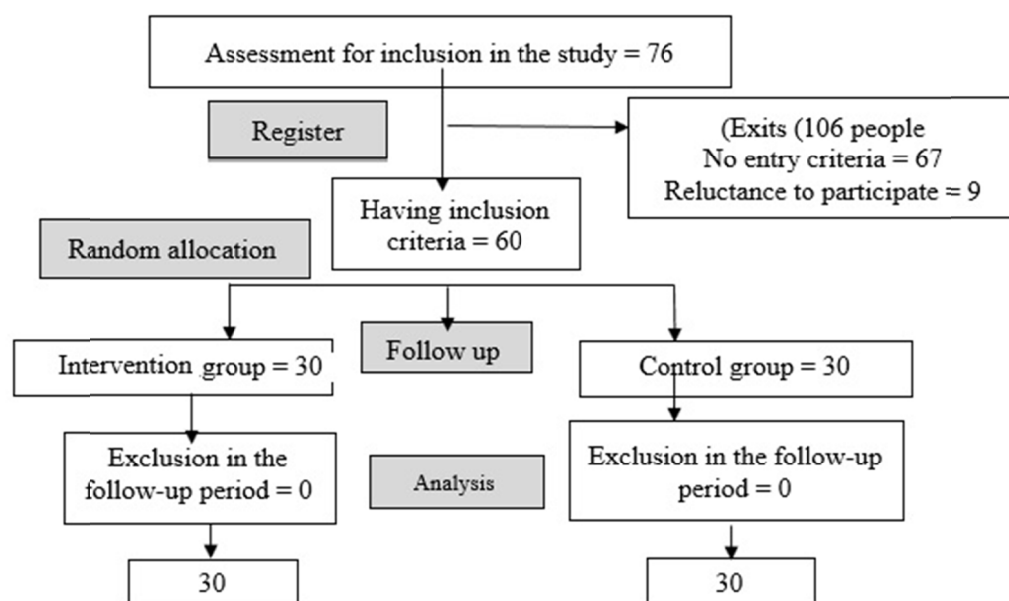 Assessment for inclusion in the study = 76
Register
(Exits (106 people
No entry criteria = 67
Reluctance to participate = 9
Having inclusion
criteria = 60
Random allocation
Intervention group = 30
Follow up
Control group = 30
Exclusion in the
follow-up period = 0
Analysis
Exclusion in the follow-up
period = 0
30
30